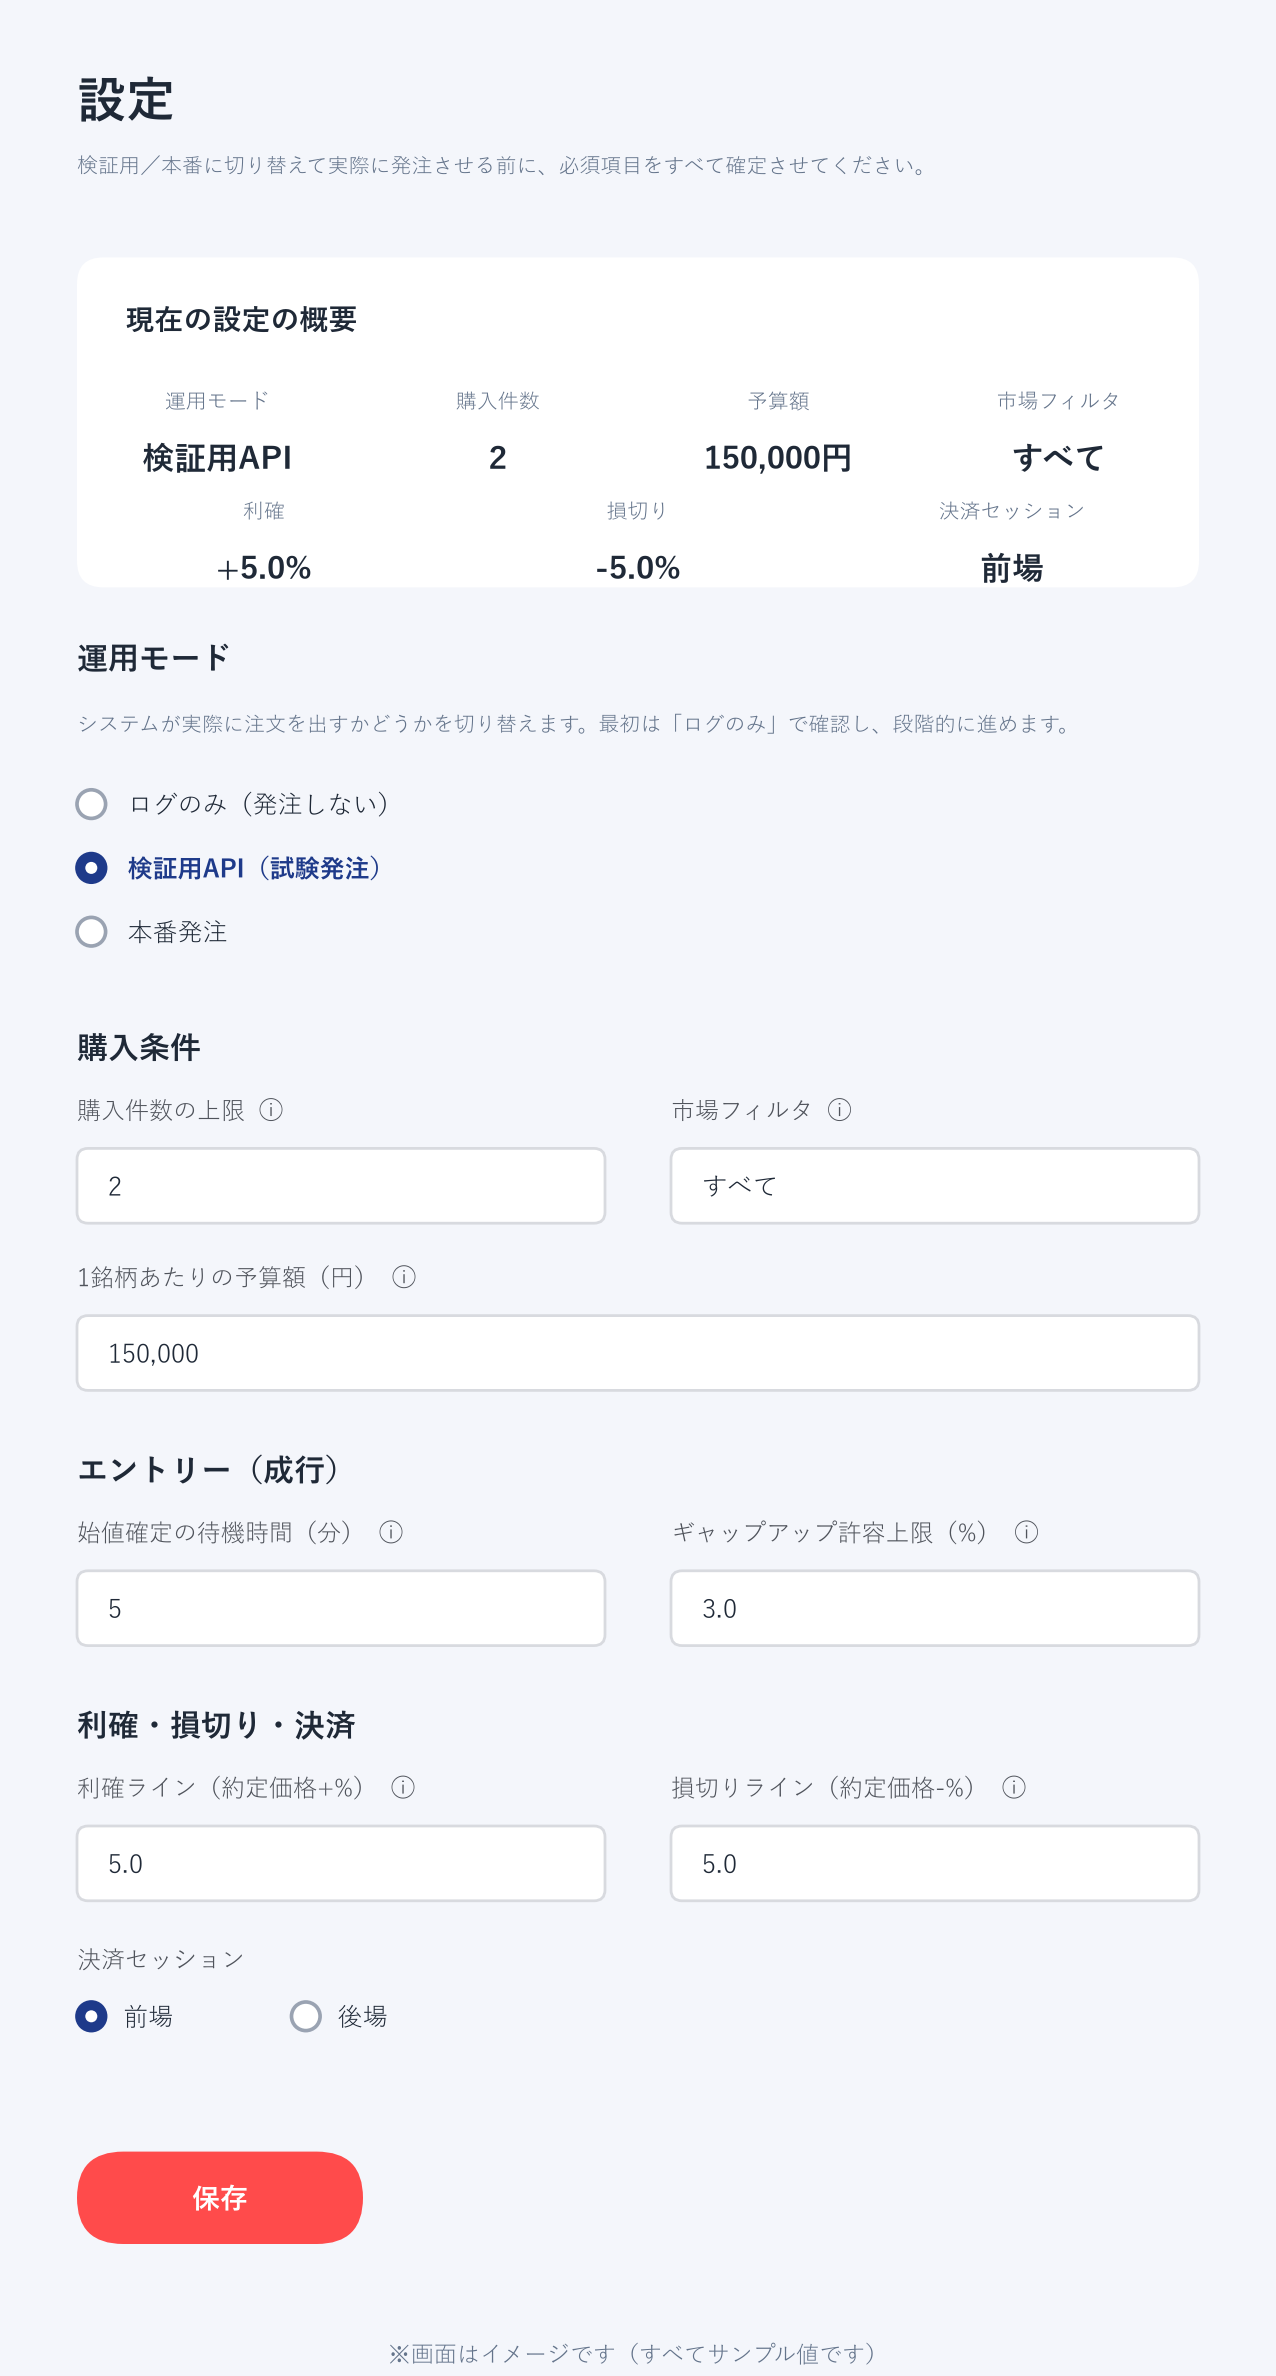 設定
検証用／本番に切り替えて実際に発注させる前に、必須項目をすべて確定させてください。
現在の設定の概要
運用モード 購入件数 予算額 市場フィルタ
検証用API 2 150,000円 すべて
利確 損切り 決済セッション
+5.0% -5.0% 前場
運用モード
システムが実際に注文を出すかどうかを切り替えます。最初は「ログのみ」で確認し、段階的に進めます。
ログのみ（発注しない）
検証用API（試験発注）
本番発注
購入条件
購入件数の上限 ⓘ 市場フィルタ ⓘ
2 すべて
1銘柄あたりの予算額（円） ⓘ
150,000
エントリー（成行）
始値確定の待機時間（分） ⓘ ギャップアップ許容上限（%） ⓘ
5 3.0
利確・損切り・決済
利確ライン（約定価格+%） ⓘ 損切りライン（約定価格-%） ⓘ
5.0 5.0
決済セッション
前場 後場
保存
※画面はイメージです（すべてサンプル値です）